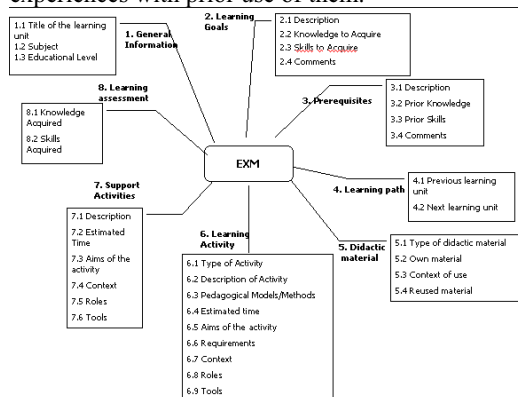 experiences with prior use of them.
1.1 Title of the learning
unit
1.2 Subject
1.3 Educational Level
1. General
Information
2. Learning
Goals
2.1 Description
2.2 Knowledge to Acquire
2.3 Skills to Acquire
2.4 Comments
3. Prerequisites
3.1 Description
3.2 Prior Knowledge
3.3 Prior Skills
3.4 Comments
8. Learning
assessment
8.1 Knowledge
Acquired
8.2 Skills
Acquired
EXM
4. Learning path
4.1 Previous learning
unit
4.2 Next learning unit
7. Support
Activities
7.1 Description
7.2 Estimated
Time
7.3 Aims of the
activity
7.4 Context
7.5 Roles
7.6 Tools
6. Learning
Activity
6.1 Type of Activity
6.2 Description of Activity
6.3 Pedagogical Models/Methods
6.4 Estimated time
6.5 Aims of the activity
6.6 Requirements
6.7 Context
6.8 Roles
6.9 Tools
5. Didactic
material
5.1 Type of didactic material
5.2 Own material
5.3 Context of use
5.4 Reused material